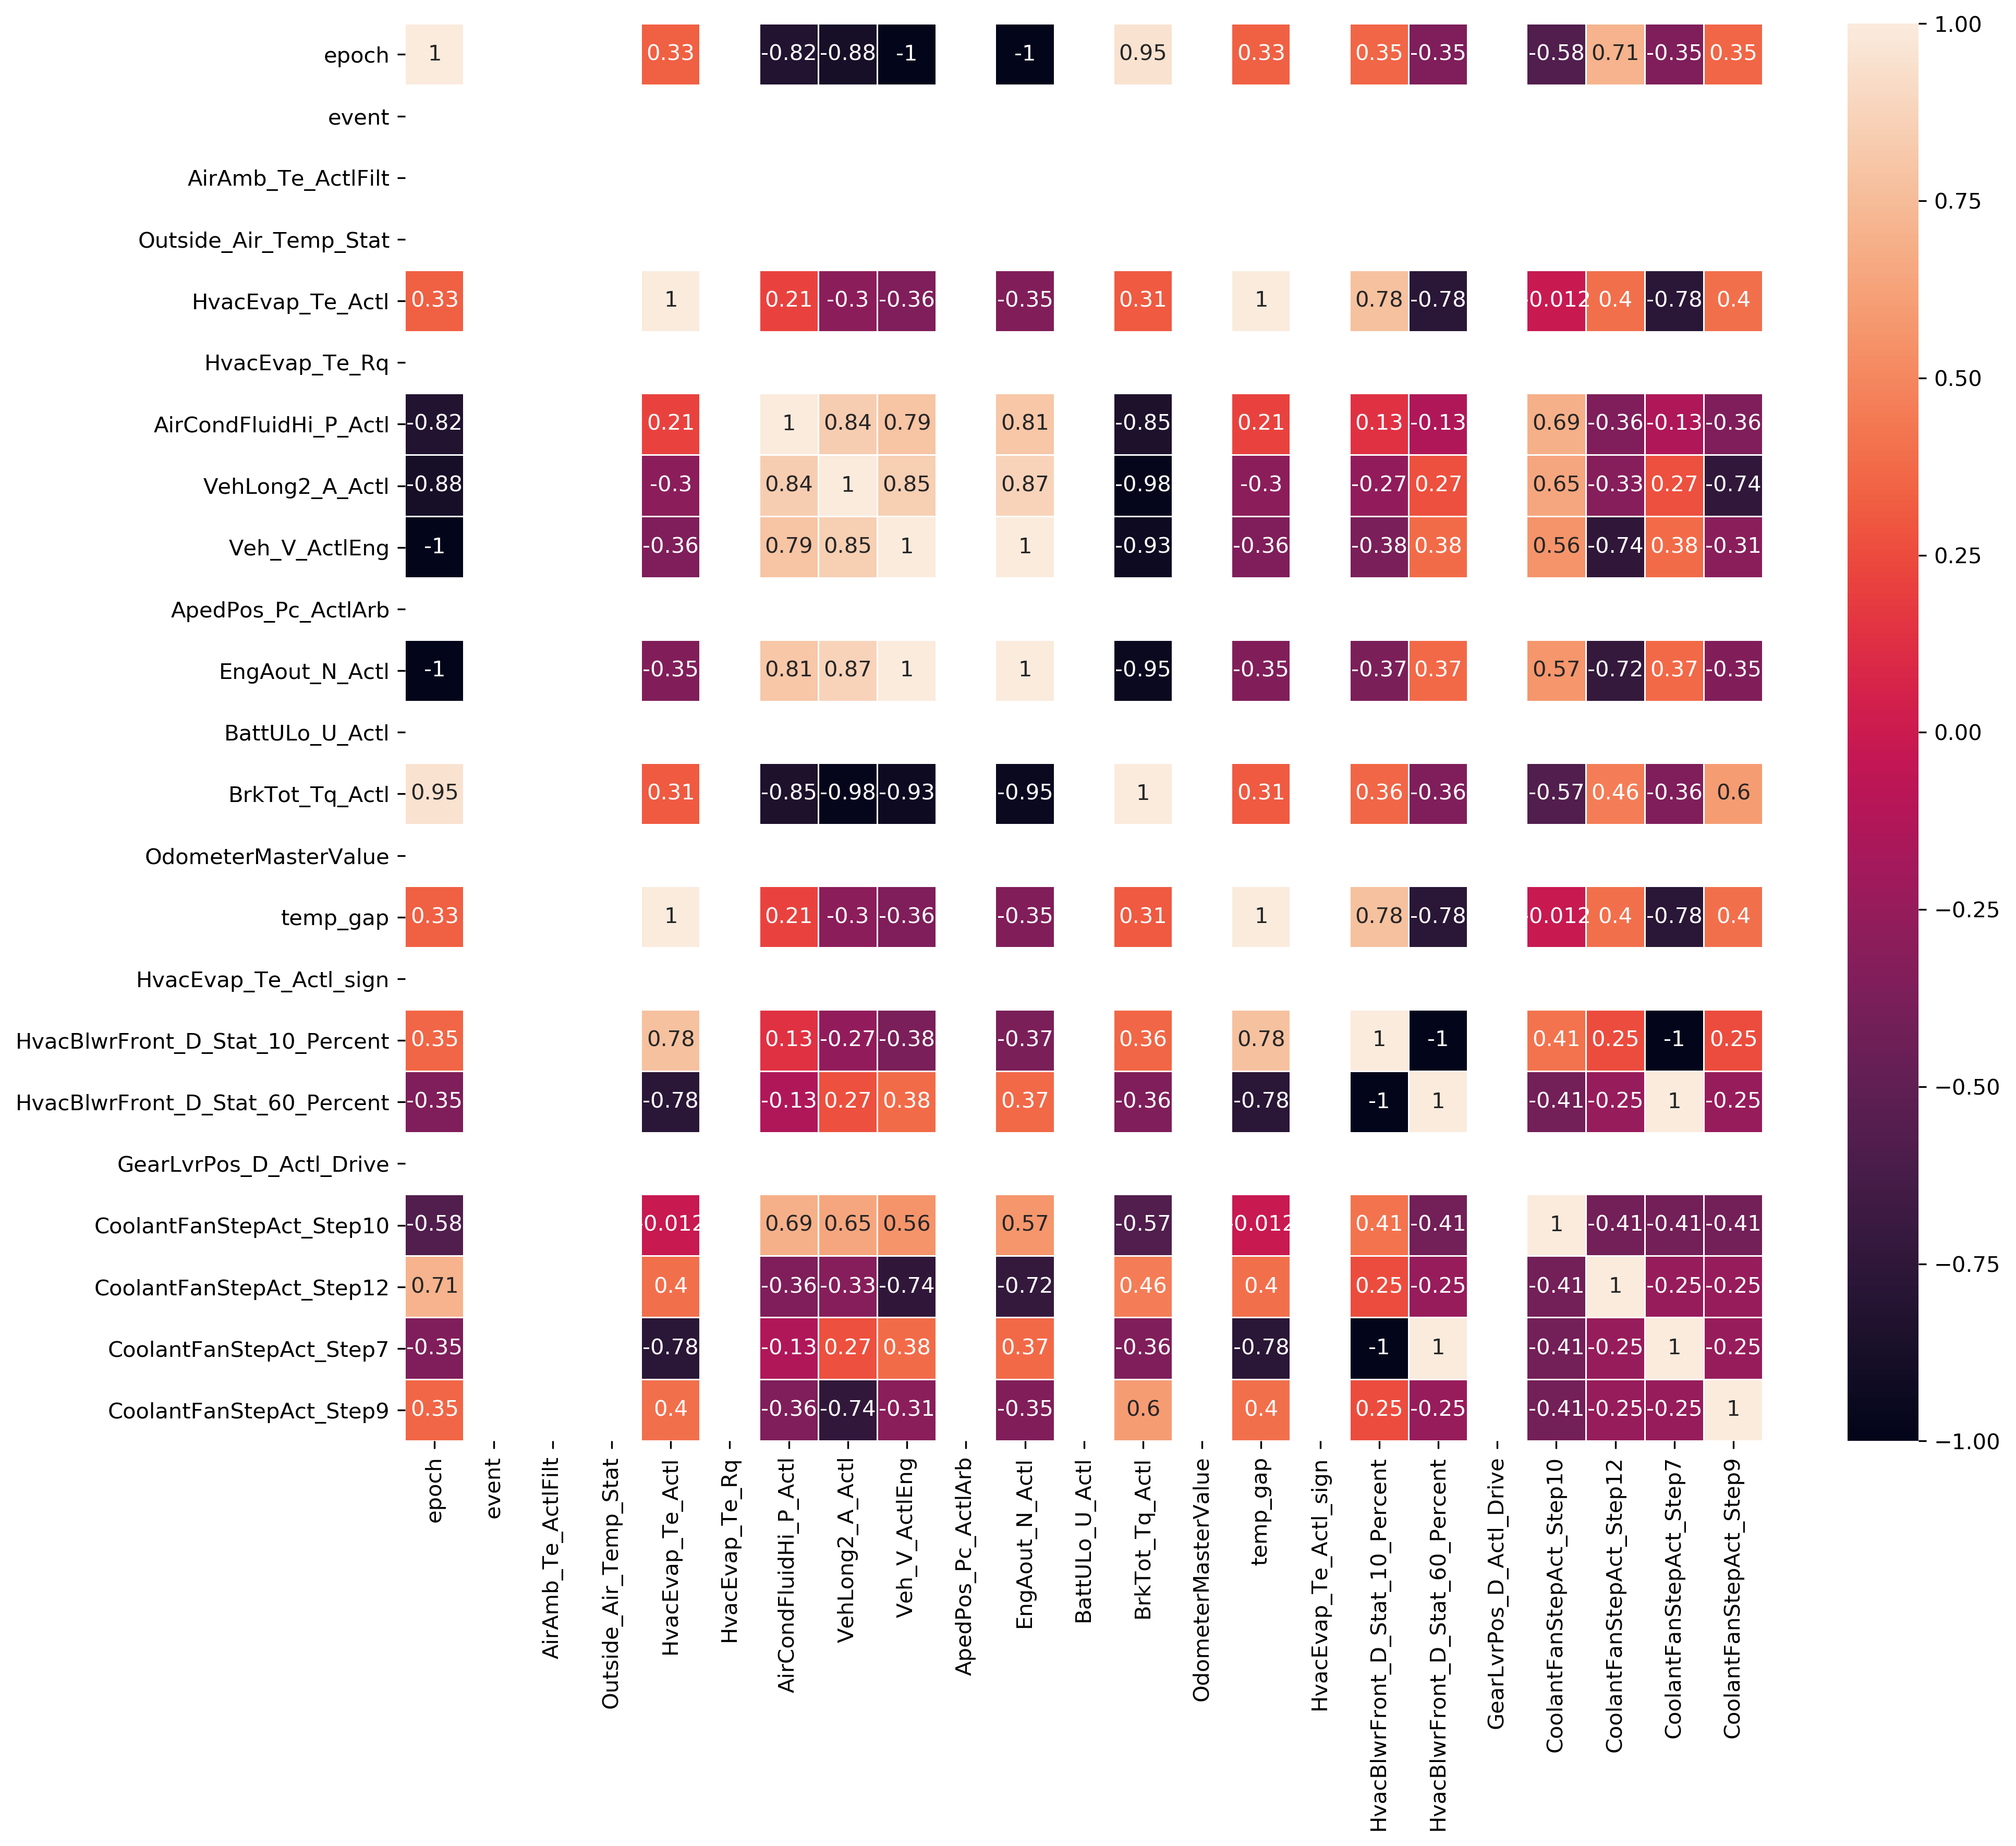 epoch 1 0.33 -0.82 -0.88 -1 -1 0.95 0.33 0.35 -0.35 -0.58 0.71 -0.35 0.35
event
AirAmb_Te_ActlFilt
Outside_Air_Temp_Stat
HvacEvap_Te_Actl 0.33 1 0.21 -0.3 -0.36 -0.35 0.31 1 0.78 -0.78 -0.012 0.4 -0.78 0.4
HvacEvap_Te_Rq
AirCondFluidHi_P_Actl -0.82 0.21 1 0.84 0.79 0.81 -0.85 0.21 0.13 -0.13 0.69 -0.36 -0.13 -0.36
VehLong2_A_Actl -0.88 -0.3 0.84 1 0.85 0.87 -0.98 -0.3 -0.27 0.27 0.65 -0.33 0.27 -0.74
Veh_V_ActlEng -1 -0.36 0.79 0.85 1 1 -0.93 -0.36 -0.38 0.38 0.56 -0.74 0.38 -0.31
ApedPos_Pc_ActlArb
EngAout_N_Actl -1 -0.35 0.81 0.87 1 1 -0.95 -0.35 -0.37 0.37 0.57 -0.72 0.37 -0.35
BattULo_U_Actl
BrkTot_Tq_Actl 0.95 0.31 -0.85 -0.98 -0.93 -0.95 1 0.31 0.36 -0.36 -0.57 0.46 -0.36 0.6
OdometerMasterValue
temp_gap 0.33 1 0.21 -0.3 -0.36 -0.35 0.31 1 0.78 -0.78 -0.012 0.4 -0.78 0.4
HvacEvap_Te_Actl_sign
HvacBlwrFront_D_Stat_10_Percent 0.35 0.78 0.13 -0.27 -0.38 -0.37 0.36 0.78 1 -1 0.41 0.25 -1 0.25
HvacBlwrFront_D_Stat_60_Percent -0.35 -0.78 -0.13 0.27 0.38 0.37 -0.36 -0.78 -1 1 -0.41 -0.25 1 -0.25
GearLvrPos_D_Actl_Drive
CoolantFanStepAct_Step10 -0.58 -0.012 0.69 0.65 0.56 0.57 -0.57 -0.012 0.41 -0.41 1 -0.41 -0.41 -0.41
CoolantFanStepAct_Step12 0.71 0.4 -0.36 -0.33 -0.74 -0.72 0.46 0.4 0.25 -0.25 -0.41 1 -0.25 -0.25
CoolantFanStepAct_Step7 -0.35 -0.78 -0.13 0.27 0.38 0.37 -0.36 -0.78 -1 1 -0.41 -0.25 1 -0.25
CoolantFanStepAct_Step9 0.35 0.4 -0.36 -0.74 -0.31 -0.35 0.6 0.4 0.25 -0.25 -0.41 -0.25 -0.25 1
epoch
event
AirAmb_Te_ActlFilt
Outside_Air_Temp_Stat
HvacEvap_Te_Actl
HvacEvap_Te_Rq
AirCondFluidHi_P_Actl
VehLong2_A_Actl
Veh_V_ActlEng
ApedPos_Pc_ActlArb
EngAout_N_Actl
BattULo_U_Actl
BrkTot_Tq_Actl
OdometerMasterValue
temp_gap
HvacEvap_Te_Actl_sign
HvacBlwrFront_D_Stat_10_Percent
HvacBlwrFront_D_Stat_60_Percent
GearLvrPos_D_Actl_Drive
CoolantFanStepAct_Step10
CoolantFanStepAct_Step12
CoolantFanStepAct_Step7
CoolantFanStepAct_Step9
1.00
0.75
0.50
0.25
0.00
−0.25
−0.50
−0.75
−1.00